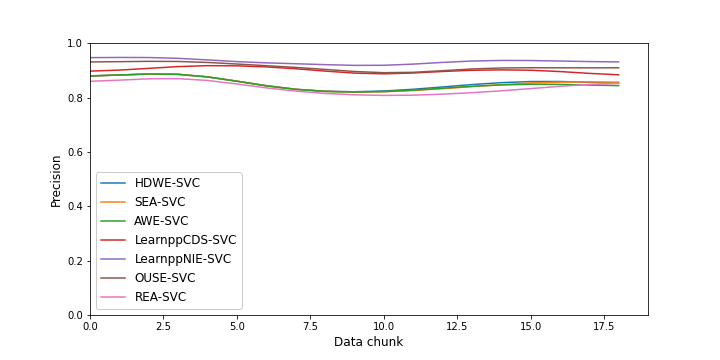 1.0
0.8
0.6
0.4
0.2
0.0
Precision
HDWE-SVC
SEA-SVC
AWE-SVC
LearnppCDS-SVC
LearnppNIE-SVC
OUSE-SVC
REA-SVC
0.0 2.5 5.0 7.5 10.0 12.5 15.0 17.5
Data chunk